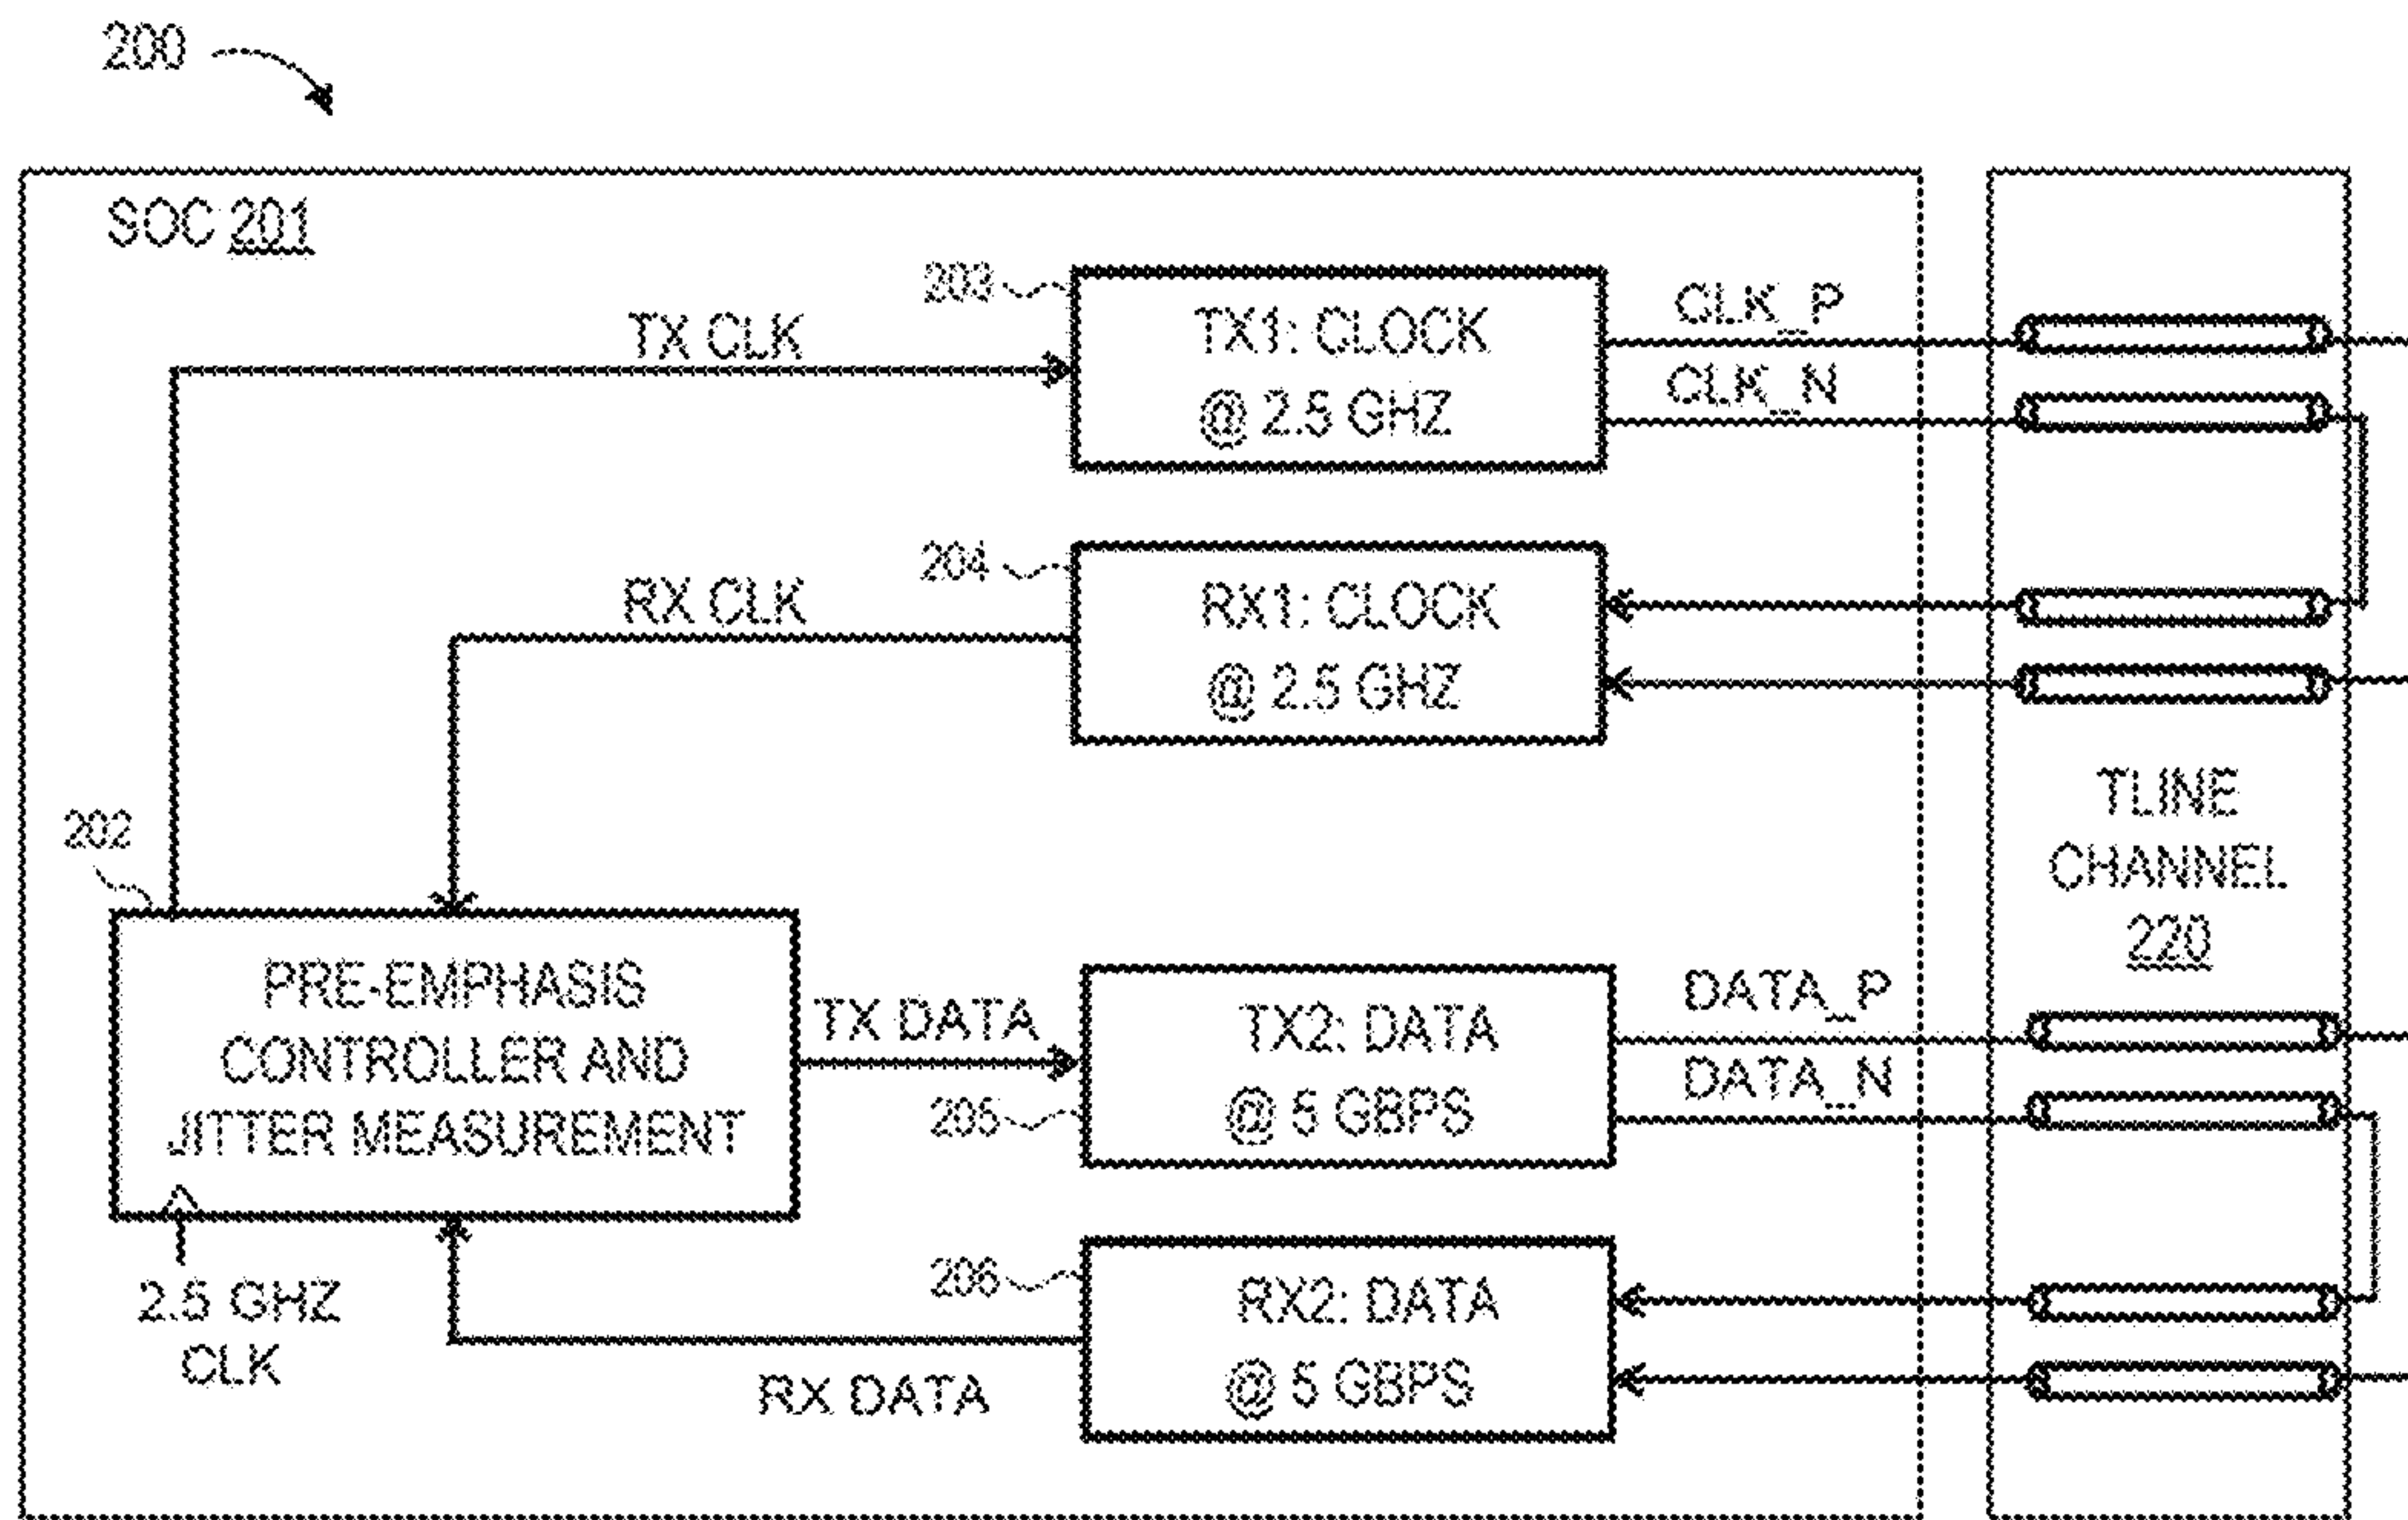 200
SOC 201
203
TX CLK
TX1: CLOCK
@ 2.5 GHZ
CLK_P
CLK_N
204
RX CLK
RX1: CLOCK
@ 2.5 GHZ
TLINE
CHANNEL
220
202
PRE-EMPHASIS
CONTROLLER AND
JITTER MEASUREMENT
TX DATA
TX2: DATA
@ 5 GBPS
205
DATA_P
DATA_N
2.5 GHZ
CLK
206
RX2: DATA
@ 5 GBPS
RX DATA